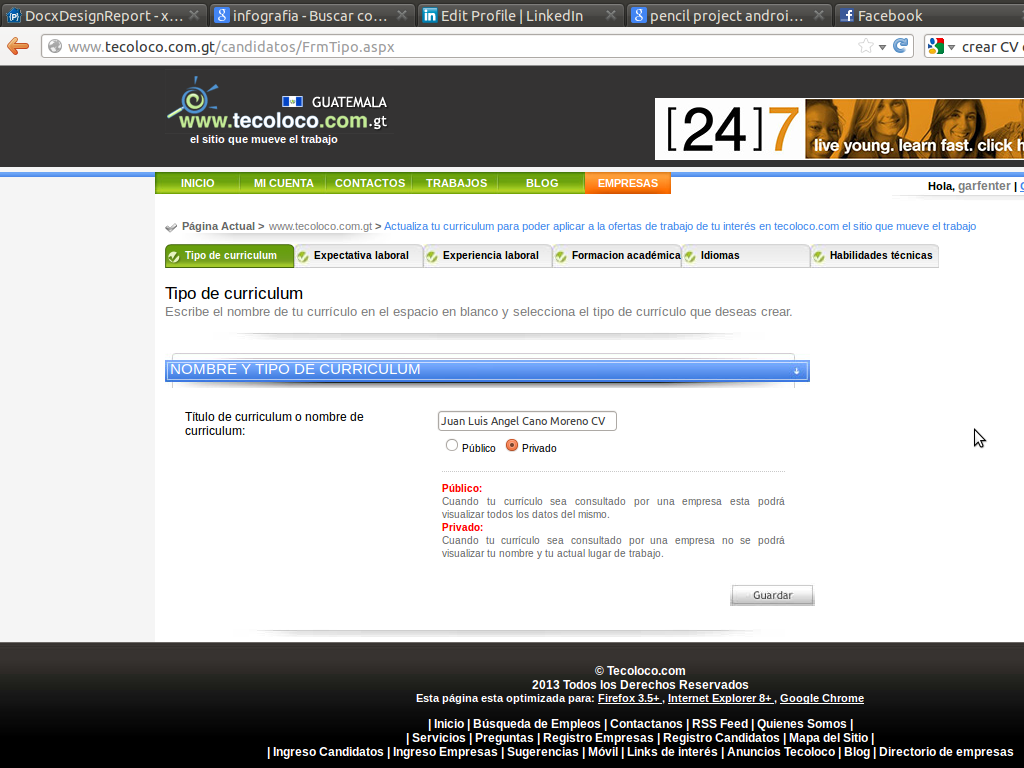 DocxDesignReport - x...
infografia - Buscar co...
Edit Profile | LinkedIn
pencil project androi...
Facebook
www.tecoloco.com.gt/candidatos/FrmTipo.aspx
crear CV
GUATEMALA
www.tecoloco.com.gt
el sitio que mueve el trabajo
[24]7
live young. learn fast. click h
INICIO MI CUENTA CONTACTOS TRABAJOS BLOG EMPRESAS
Hola, garfenter |
Página Actual > www.tecoloco.com.gt > Actualiza tu curriculum para poder aplicar a la ofertas de trabajo de tu interés en tecoloco.com el sitio que mueve el trabajo
Tipo de curriculum Expectativa laboral Experiencia laboral Formacion académica Idiomas Habilidades técnicas
Tipo de curriculum
Escribe el nombre de tu currículo en el espacio en blanco y selecciona el tipo de currículo que deseas crear.
NOMBRE Y TIPO DE CURRICULUM
Título de curriculum o nombre de
curriculum:
Juan Luis Angel Cano Moreno CV
Público Privado
Público:
Cuando tu currículo sea consultado por una empresa esta podrá
visualizar todos los datos del mismo.
Privado:
Cuando tu currículo sea consultado por una empresa no se podrá
visualizar tu nombre y tu actual lugar de trabajo.
Guardar
© Tecoloco.com
2013 Todos los Derechos Reservados
Esta página esta optimizada para: Firefox 3.5+ , Internet Explorer 8+ , Google Chrome
| Inicio | Búsqueda de Empleos | Contactanos | RSS Feed | Quienes Somos |
| Servicios | Preguntas | Registro Empresas | Registro Candidatos | Mapa del Sitio |
| Ingreso Candidatos | Ingreso Empresas | Sugerencias | Móvil | Links de interés | Anuncios Tecoloco | Blog | Directorio de empresas